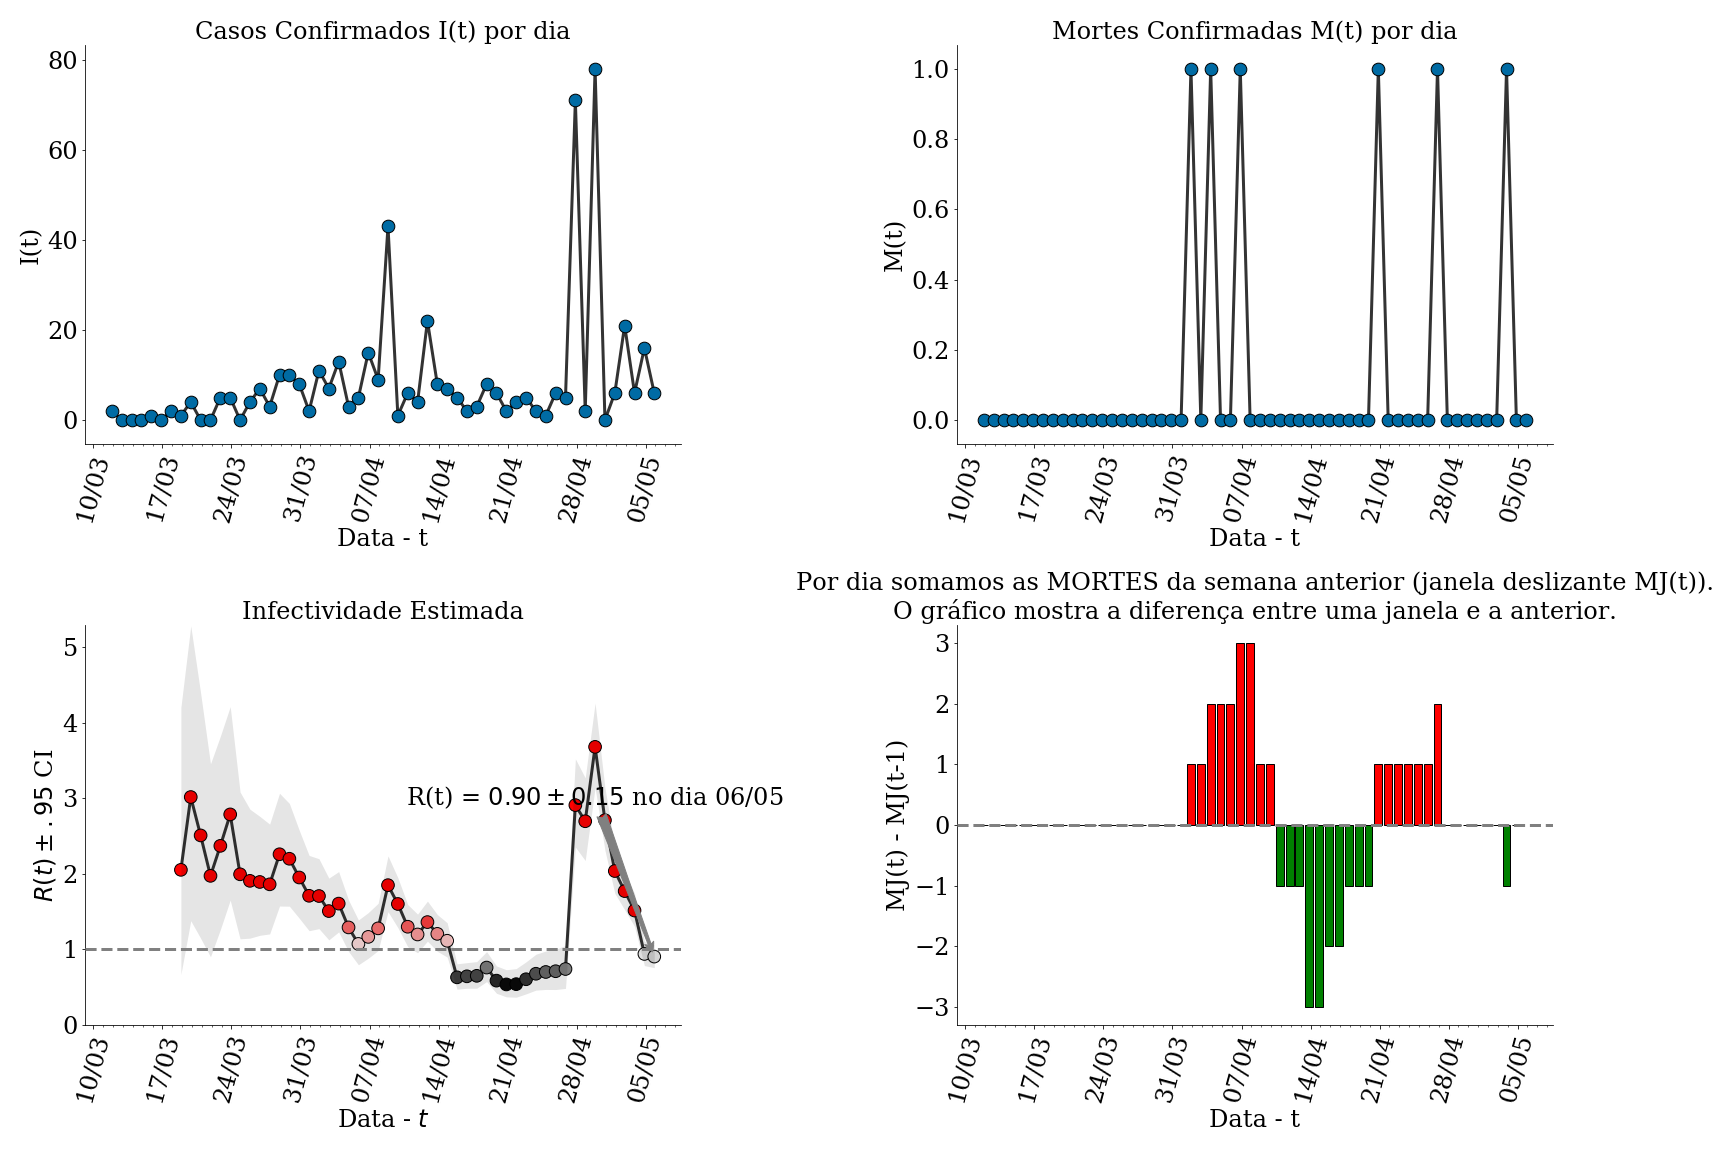 Casos Confirmados I(t) por dia
80
60
40
20
0
I(t)
10/03 17/03 24/03 31/03 07/04 14/04 21/04 28/04 05/05
Data - t
Mortes Confirmadas M(t) por dia
1.0
0.8
0.6
0.4
0.2
0.0
M(t)
10/03 17/03 24/03 31/03 07/04 14/04 21/04 28/04 05/05
Data - t
Infectividade Estimada
5
4
3
2
1
0
R(t) ± .95 CI
R(t) = 0.90 ± 0.15 no dia 06/05
10/03 17/03 24/03 31/03 07/04 14/04 21/04 28/04 05/05
Data - t
Por dia somamos as MORTES da semana anterior (janela deslizante MJ(t)).
O gráfico mostra a diferença entre uma janela e a anterior.
3
2
1
0
−1
−2
−3
MJ(t) - MJ(t-1)
10/03 17/03 24/03 31/03 07/04 14/04 21/04 28/04 05/05
Data - t